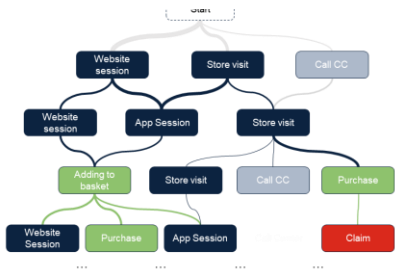 Start
Website
session
Store visit
Call CC
Website
session
App Session
Store visit
Adding to
basket
Store visit
Call CC
Purchase
Website
Session
Purchase
App Session
Claim
... ... ... ...